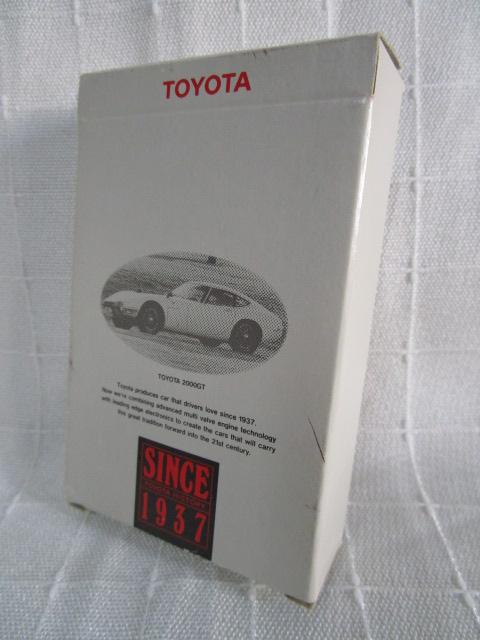 TOYOTA
TOYOTA 2000GT
Toyota produces car that drivers love since 1937.
Now we're combining advanced multi valve engine technology
with leading edge electronics to create the cars that will carry
this great tradition forward into the 21st century.
SINCE
TOYOTA HISTORY
1937